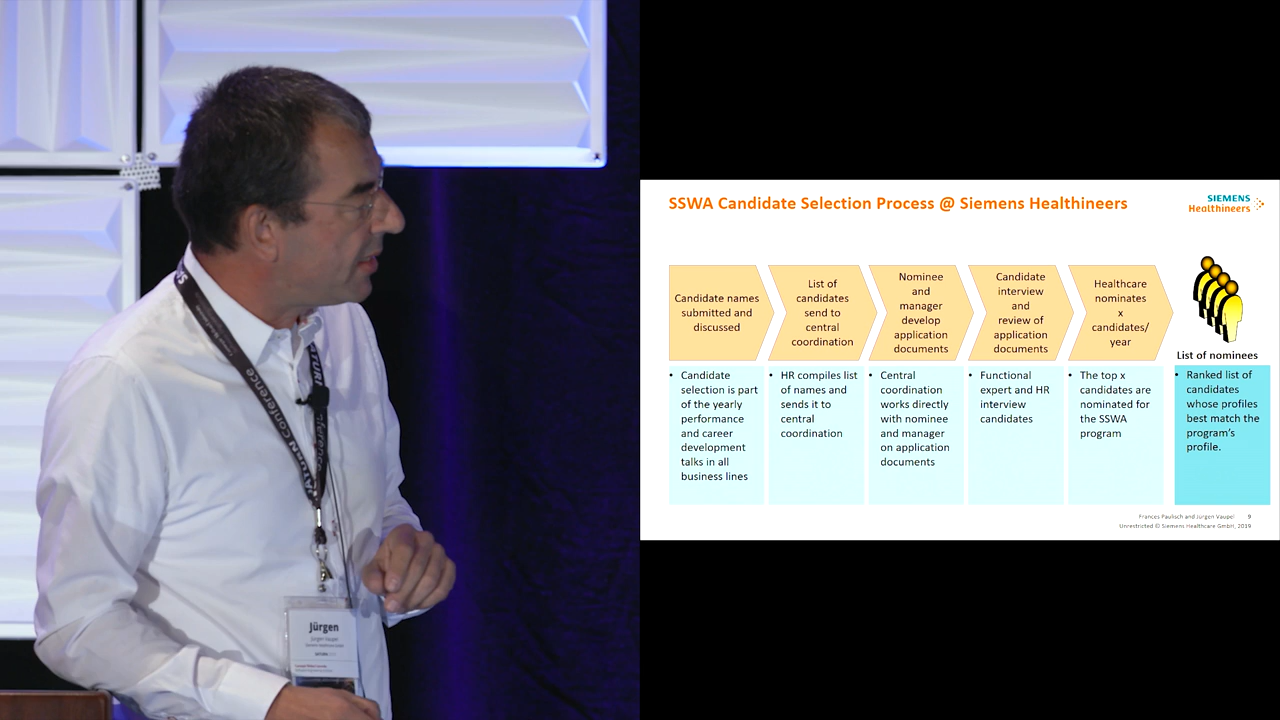 SATURN Conference
Jürgen
Jürgen Vaupel
SSWA Candidate Selection Process @ Siemens Healthineers
SIEMENS
Healthineers
Candidate names
submitted and
discussed
List of
candidates
send to
central
coordination
Nominee
and
manager
develop
application
documents
Candidate
interview
and
review of
application
documents
Healthcare
nominates
x
candidates/
year
List of nominees
• Candidate
selection is part
of the yearly
performance
and career
development
talks in all
business lines
• HR compiles list
of names and
sends it to
central
coordination
• Central
coordination
works directly
with nominee
and manager
on application
documents
• Functional
expert and HR
interview
candidates
• The top x
candidates are
nominated for
the SSWA
program
• Ranked list of
candidates
whose profiles
best match the
program's
profile.
Frances Paulisch and Jürgen Vaupel 9
Unrestricted © Siemens Healthcare GmbH, 2019